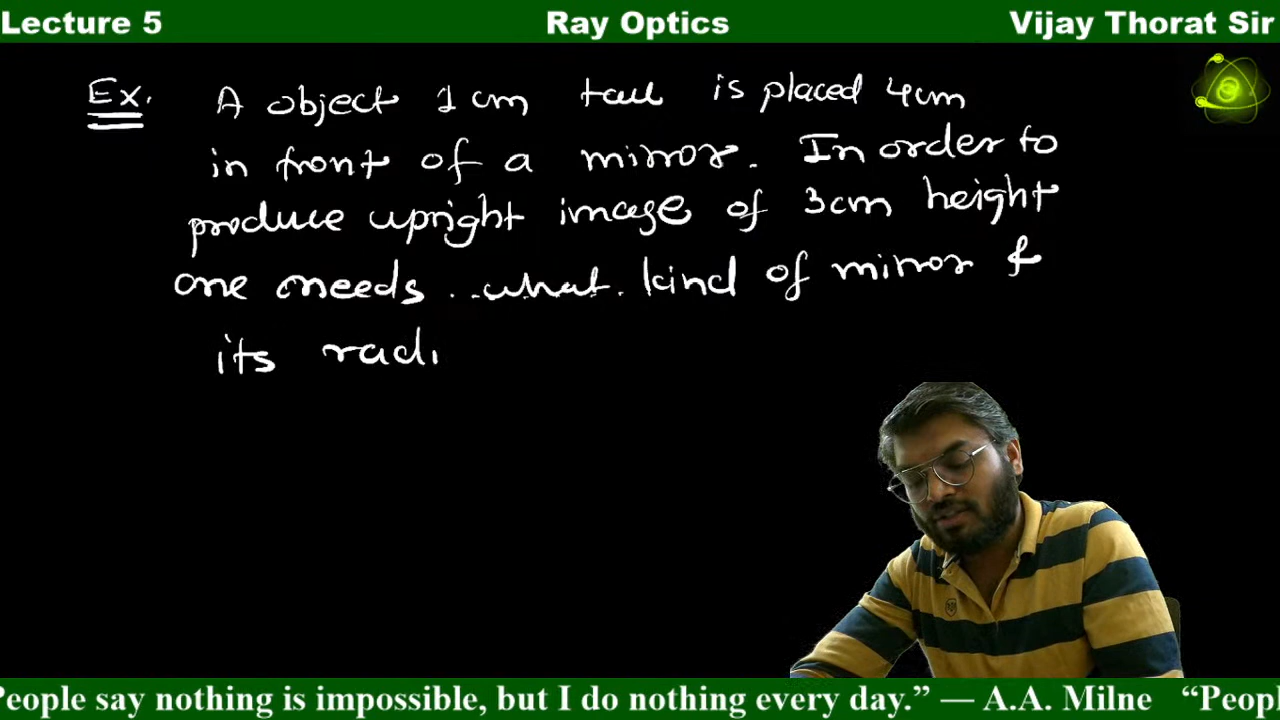 Lecture 5 Ray Optics Vijay Thorat Sir
Ex. A object 1 cm tall is placed 4cm
in front of a mirror. In order to
produce upright image of 3cm height
one needs ..what. kind of mirror &
its radi
People say nothing is impossible, but I do nothing every day.” — A.A. Milne “Peopl